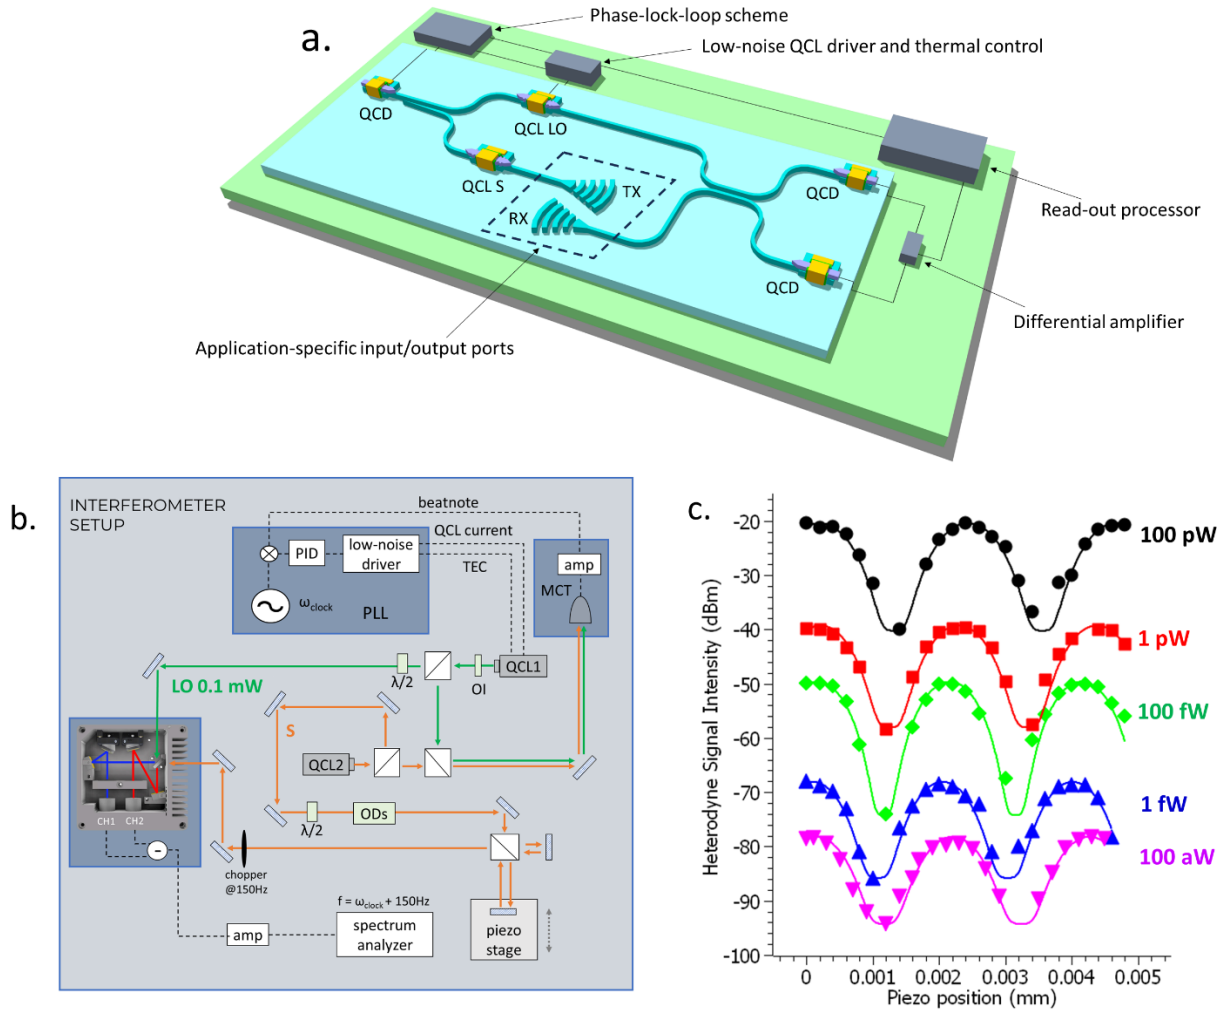 a.
Phase-lock-loop scheme
Low-noise QCL driver and thermal control
QCD
QCL LO
QCL S
TX
RX
QCD
QCD
Read-out processor
Differential amplifier
Application-specific input/output ports
b.
INTERFEROMETER
SETUP
beatnote
QCL current
PID
low-noise
driver
TEC
amp
MCT
ωclock
PLL
QCL1
OI
λ/2
LO 0.1 mW
S
QCL2
CH1
CH2
-
λ/2
ODs
chopper
@150Hz
f = ωclock + 150Hz
amp
spectrum
analyzer
piezo
stage
c.
Heterodyne Signal Intensity (dBm)
-20
-30
-40
-50
-60
-70
-80
-90
-100
100 pW
1 pW
100 fW
1 fW
100 aW
0
0.001
0.002
0.003
0.004
0.005
Piezo position (mm)